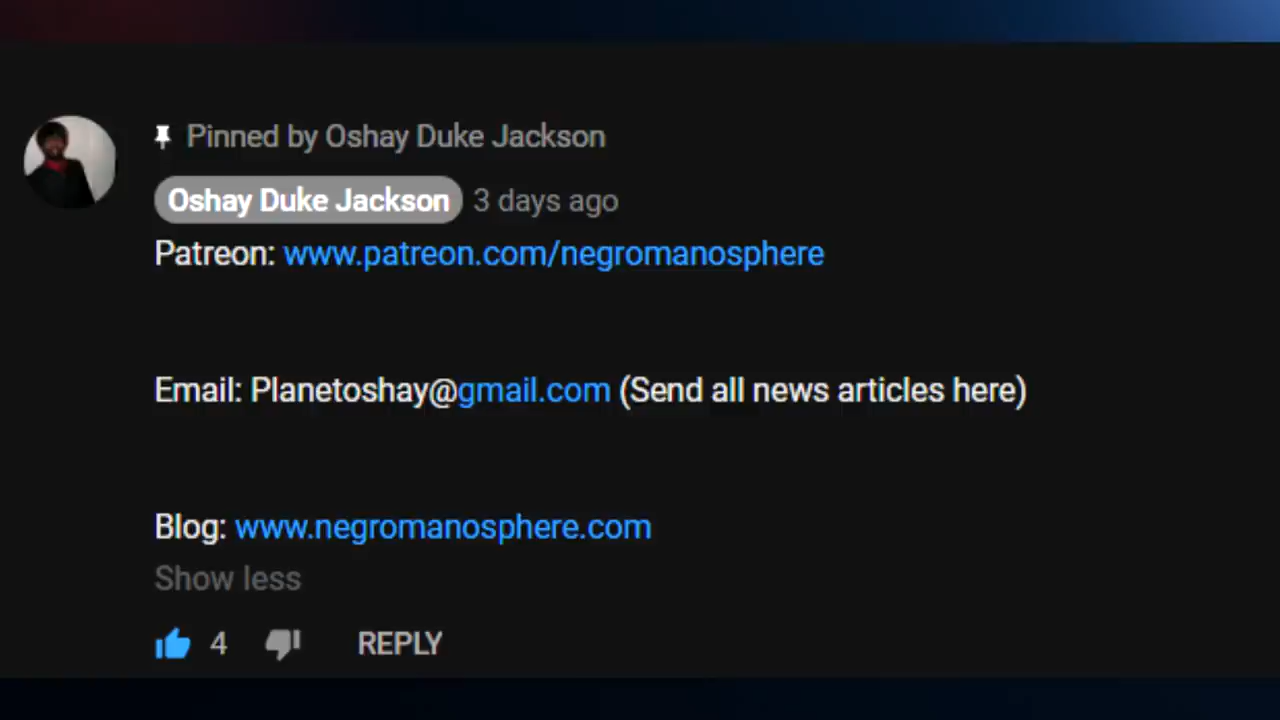 Pinned by Oshay Duke Jackson
Oshay Duke Jackson 3 days ago
Patreon: www.patreon.com/negromanosphere
Email: Planetoshay@gmail.com (Send all news articles here)
Blog: www.negromanosphere.com
Show less
4 REPLY